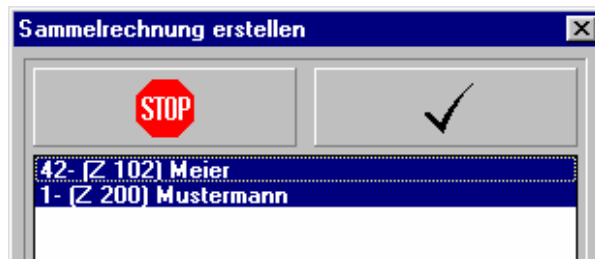 Sammelrechnung erstellen
STOP
42- (Z 102) Meier
1- (Z 200) Mustermann